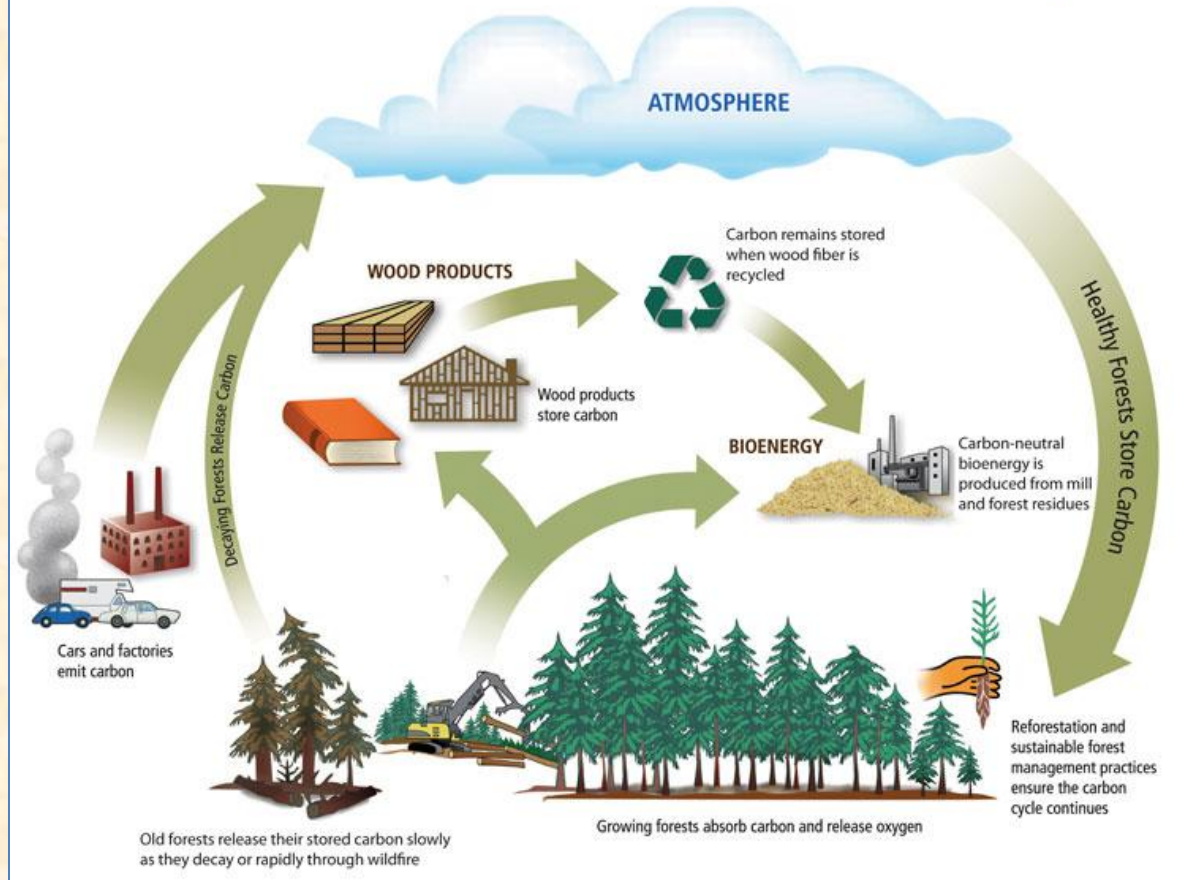 ATMOSPHERE
Carbon remains stored
when wood fiber is
recycled
WOOD PRODUCTS
Wood products
store carbon
BIOENERGY
Carbon-neutral
bioenergy is
produced from mill
and forest residues
Healthy Forests Store Carbon
Decaying Forests Release Carbon
Cars and factories
emit carbon
Reforestation and
sustainable forest
management practices
ensure the carbon
cycle continues
Growing forests absorb carbon and release oxygen
Old forests release their stored carbon slowly
as they decay or rapidly through wildfire